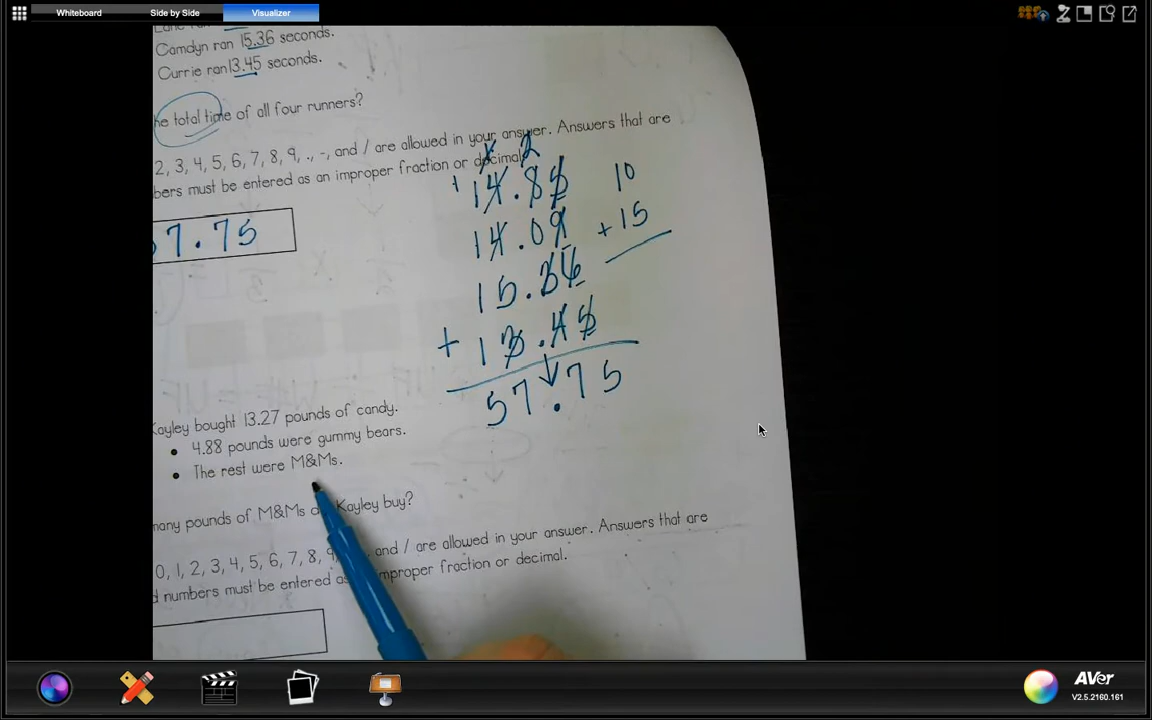 Whiteboard Side by Side Visualizer
Camdyn ran 15.36 seconds.
Currie ran 13.45 seconds.
he total time of all four runners?
2, 3, 4, 5, 6, 7, 8, 9, ., -, and / are allowed in your answer. Answers that are
bers must be entered as an improper fraction or decimal.
7.75
1 2
14.85
14.09
15.36
+ 13.45
57.75
10
+ 15
Kayley bought 13.27 pounds of candy.
• 4.88 pounds were gummy bears.
• The rest were M&Ms.
many pounds of M&Ms Kayley buy?
0, 1, 2, 3, 4, 5, 6, 7, 8, 9 and / are allowed in your answer. Answers that are
d numbers must be entered as improper fraction or decimal.
AVer
V2.5.2160.161